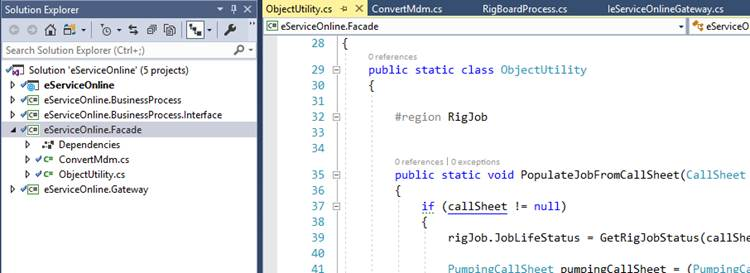 Solution Explorer
Search Solution Explorer (Ctrl+;)
Solution 'eServiceOnline' (5 projects)
eServiceOnline
eServiceOnline.BusinessProcess
eServiceOnline.BusinessProcess.Interface
eServiceOnline.Facade
Dependencies
C# ConvertMdm.cs
C# ObjectUtility.cs
eServiceOnline.Gateway
ObjectUtility.cs ConvertMdm.cs RigBoardProcess.cs IeServiceOnlineGateway.cs
eServiceOnline.Facade eServiceO
28 {
0 references
29 public static class ObjectUtility
30 {
31
32 #region RigJob
33
34
0 references | 0 exceptions
35 public static void PopulateJobFromCallSheet(CallSheet
36 {
37 if (callSheet != null)
38 {
39 rigJob.JobLifeStatus = GetRigJobStatus(callShe
40
41 PumpingCallSheet pumpingCallSheet = (PumpingCa